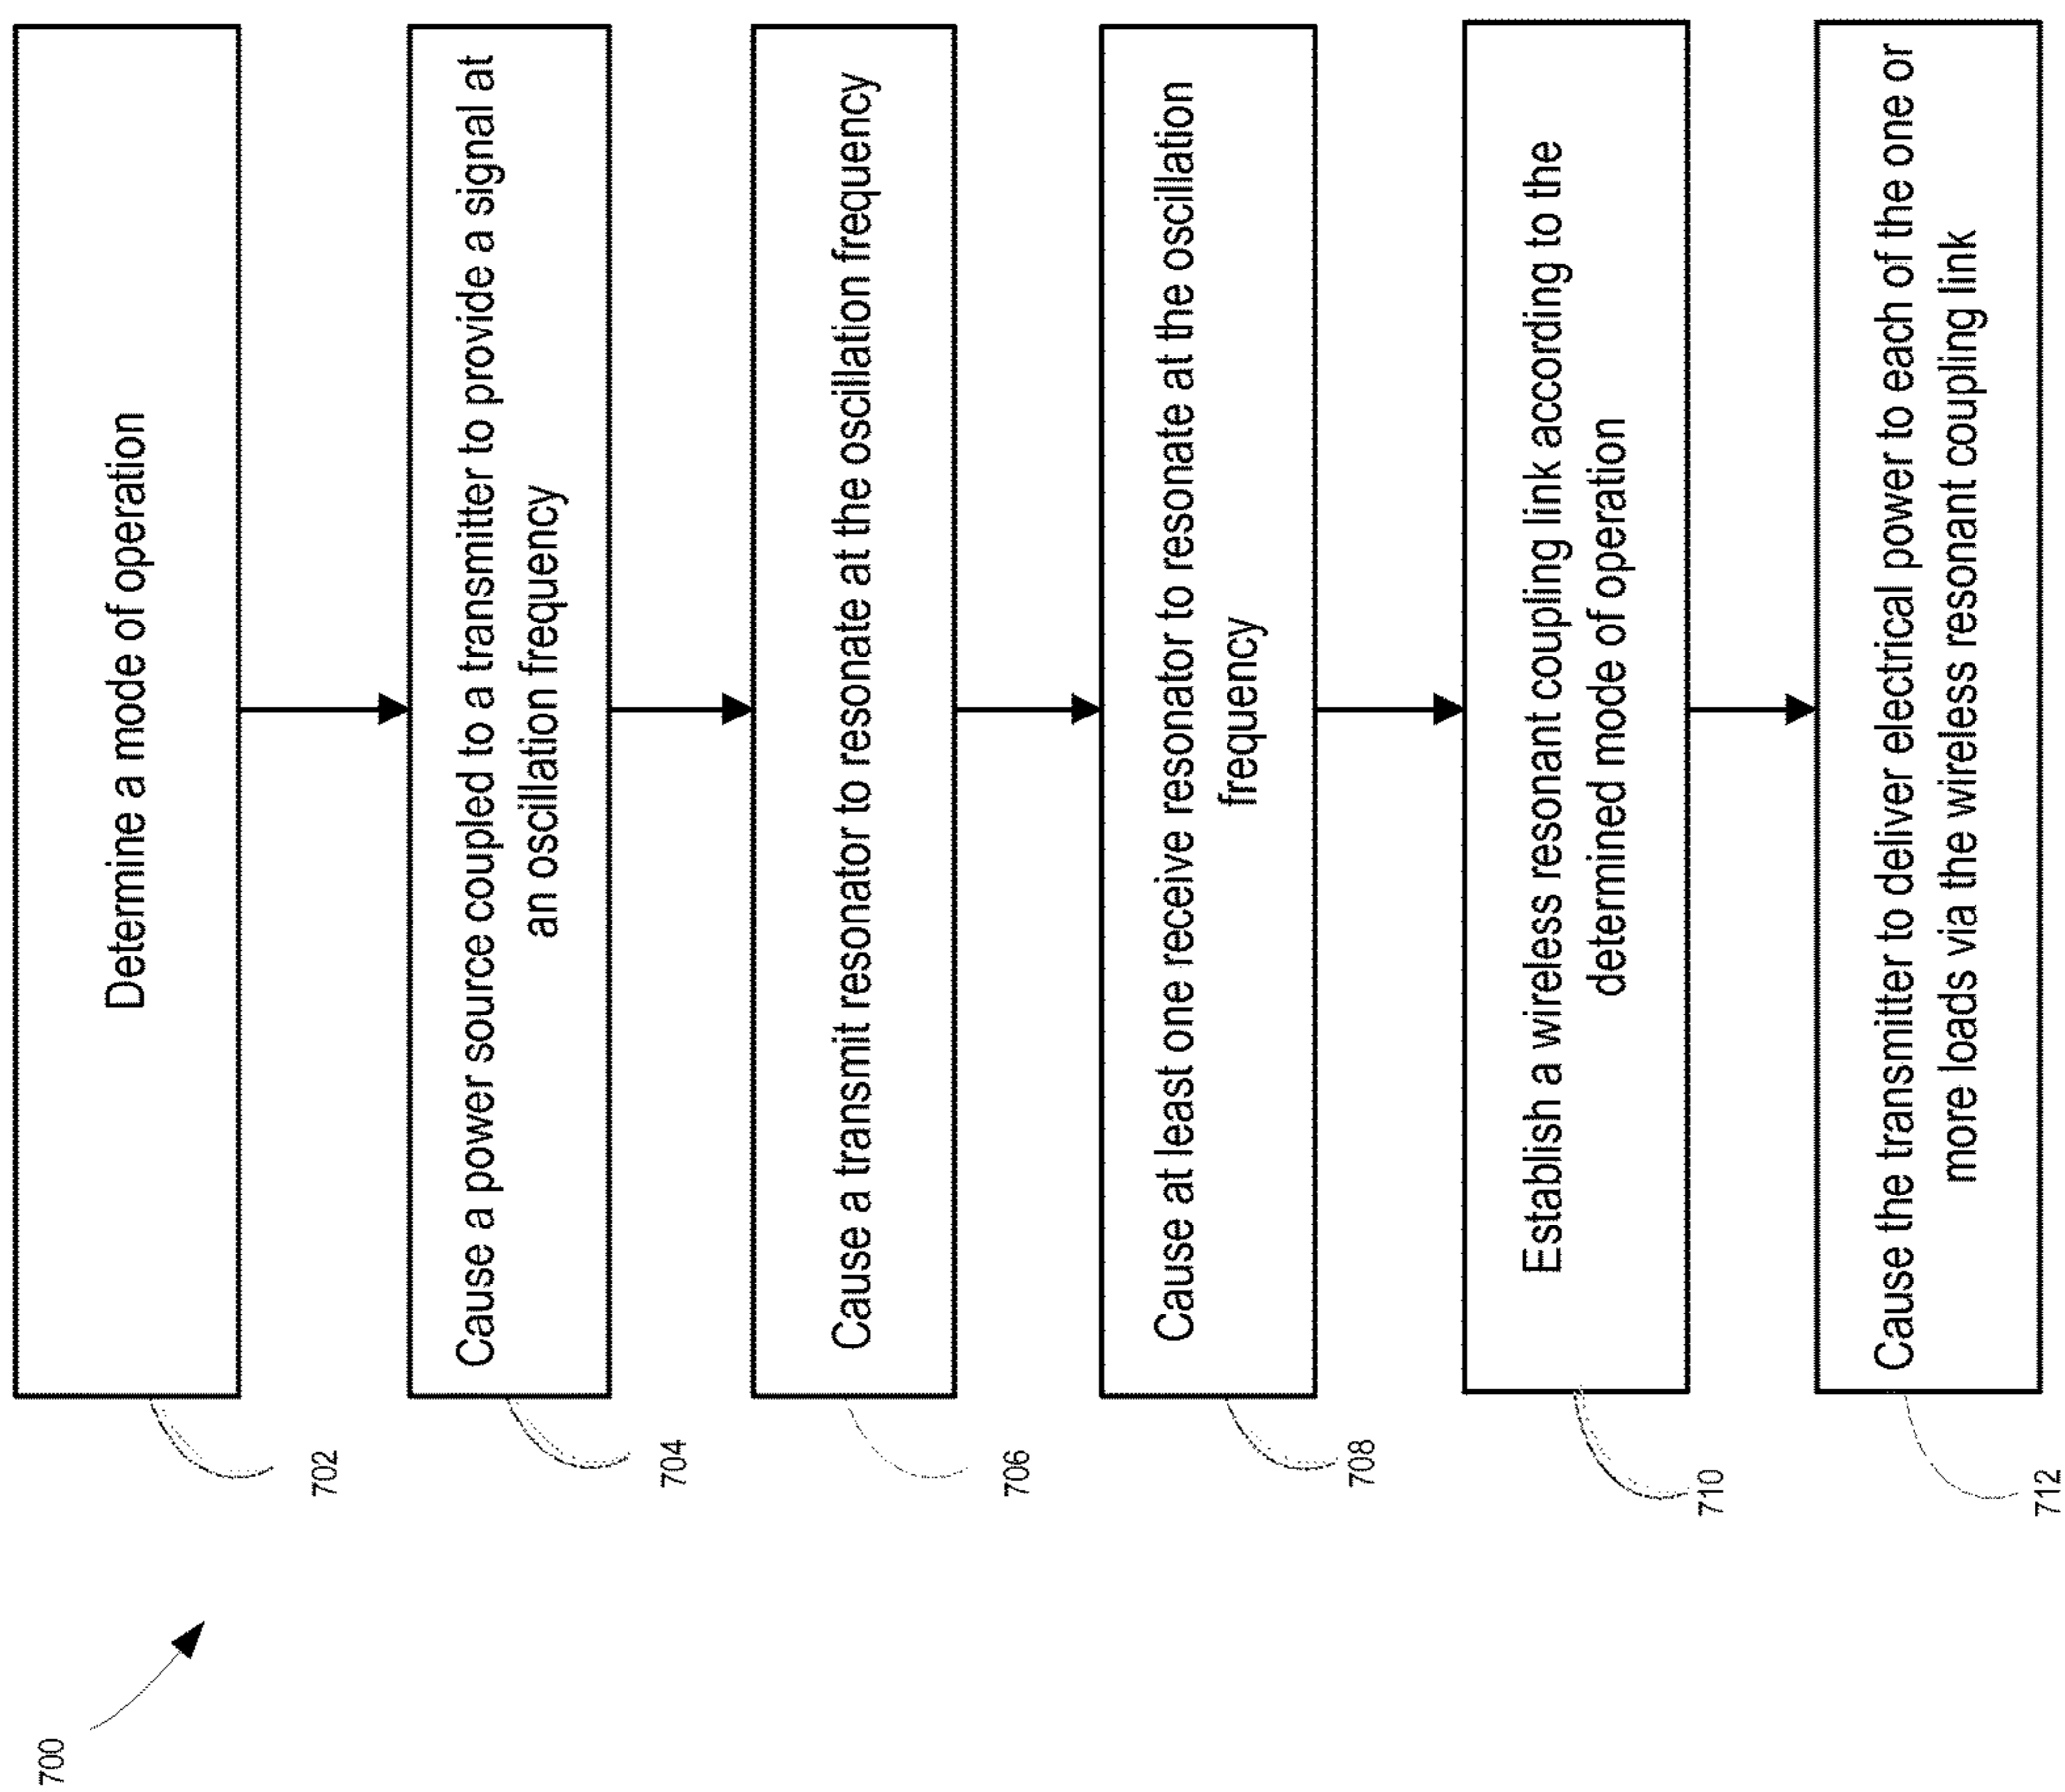 700
702
Determine a mode of operation
704
Cause a power source coupled to a transmitter to provide a signal at
an oscillation frequency
706
Cause a transmit resonator to resonate at the oscillation frequency
708
Cause at least one receive resonator to resonate at the oscillation
frequency
710
Establish a wireless resonant coupling link according to the
determined mode of operation
712
Cause the transmitter to deliver electrical power to each of the one or
more loads via the wireless resonant coupling link